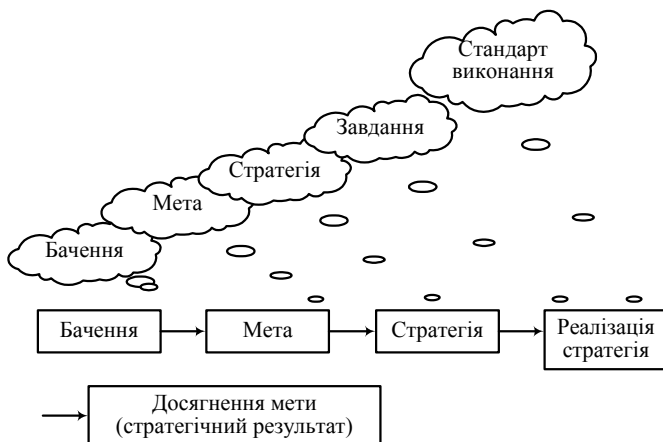 Стандарт
виконання
Завдання
Стратегія
Мета
Бачення
Бачення
Мета
Стратегія
Реалізація
стратегія
Досягнення мети
(стратегічний результат)